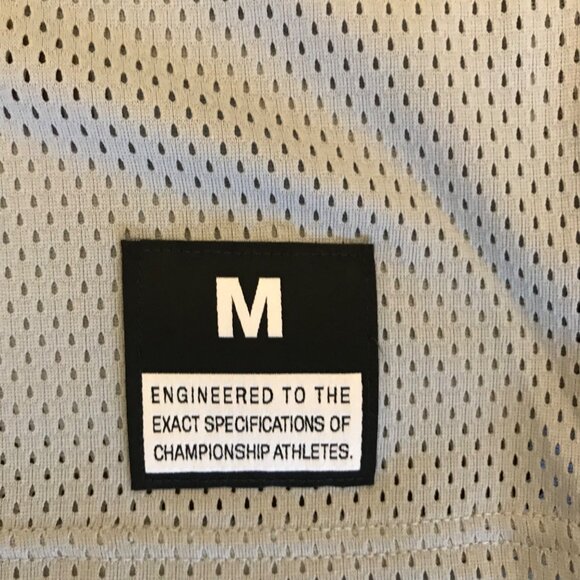 M
ENGINEERED TO THE
EXACT SPECIFICATIONS OF
CHAMPIONSHIP ATHLETES.